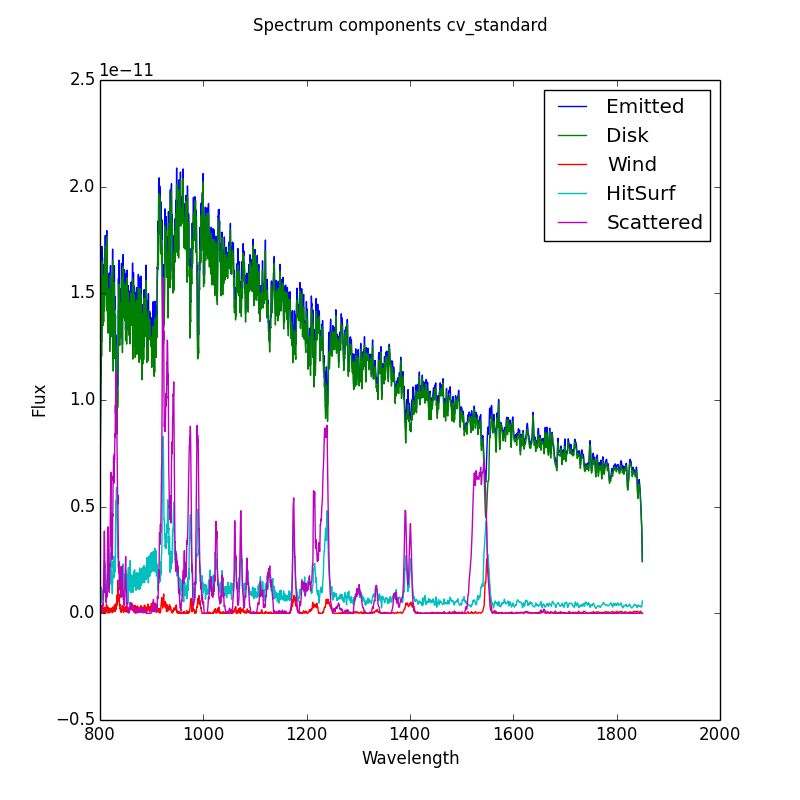 Spectrum components cv_standard
1e−11
2.5
2.0
1.5
1.0
0.5
0.0
−0.5
Flux
Emitted
Disk
Wind
HitSurf
Scattered
800 1000 1200 1400 1600 1800 2000
Wavelength